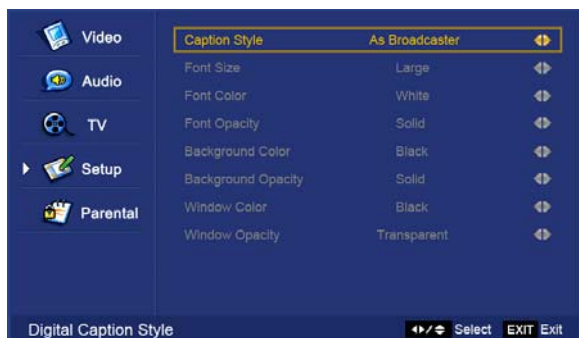 Video
Audio
TV
Setup
Parental
Caption Style As Broadcaster
Font Size Large
Font Color White
Font Opacity Solid
Background Color Black
Background Opacity Solid
Window Color Black
Window Opacity Transparent
Digital Caption Style
Select EXIT Exit